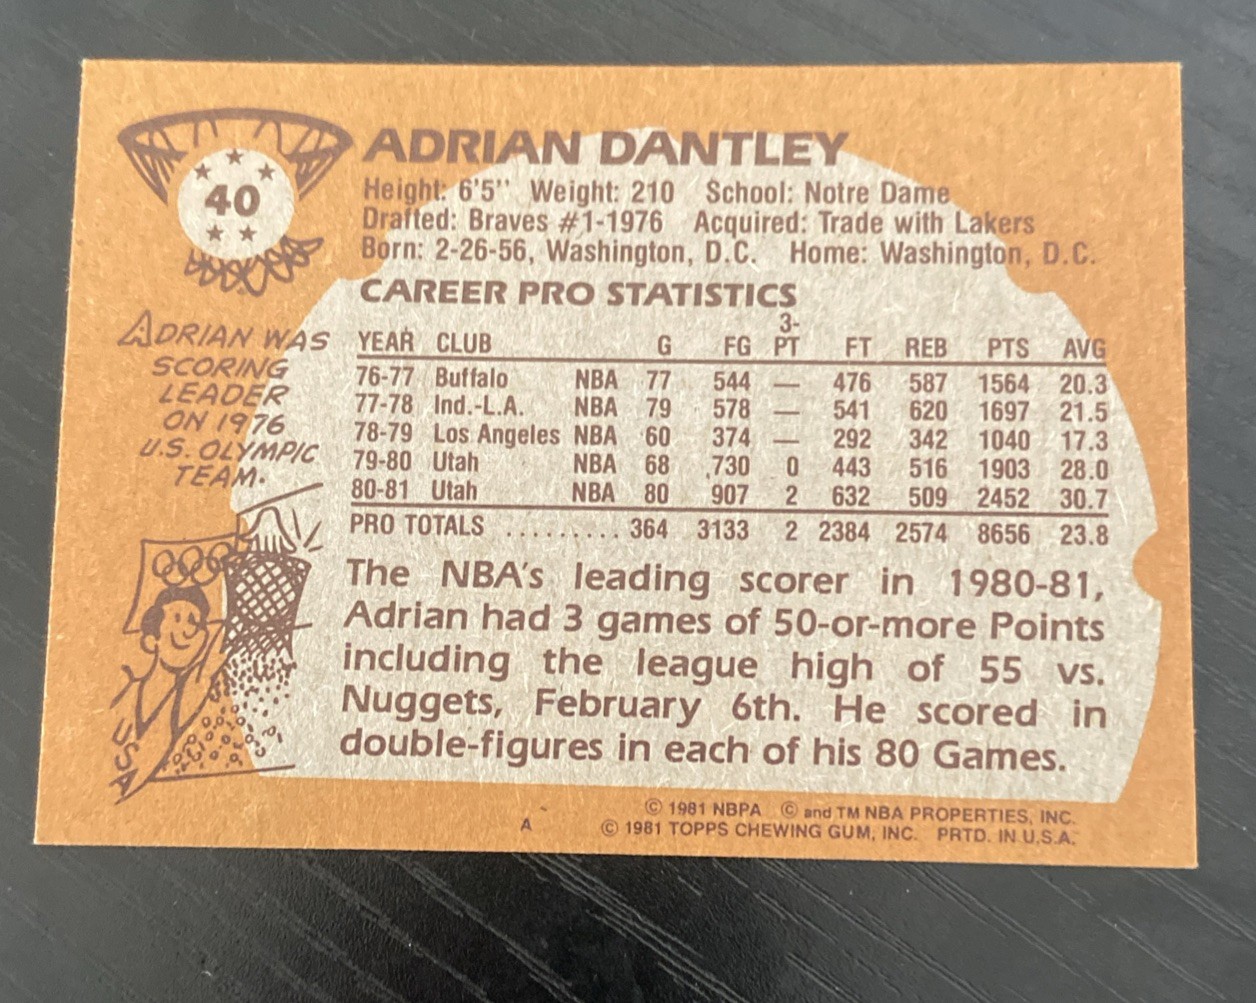 40
ADRIAN DANTLEY
Height: 6'5" Weight: 210 School: Notre Dame
Drafted: Braves #1-1976 Acquired: Trade with Lakers
Born: 2-26-56, Washington, D.C. Home: Washington, D.C.
CAREER PRO STATISTICS
YEAR CLUB G FG 3-PT FT REB PTS AVG
76-77 Buffalo NBA 77 544 — 476 587 1564 20.3
77-78 Ind.-L.A. NBA 79 578 — 541 620 1697 21.5
78-79 Los Angeles NBA 60 374 — 292 342 1040 17.3
79-80 Utah NBA 68 730 0 443 516 1903 28.0
80-81 Utah NBA 80 907 2 632 509 2452 30.7
PRO TOTALS ......... 364 3133 2 2384 2574 8656 23.8
ADRIAN WAS
SCORING
LEADER
ON 1976
U.S. OLYMPIC
TEAM.
USA
The NBA's leading scorer in 1980-81,
Adrian had 3 games of 50-or-more Points
including the league high of 55 vs.
Nuggets, February 6th. He scored in
double-figures in each of his 80 Games.
© 1981 NBPA © and TM NBA PROPERTIES, INC.
A © 1981 TOPPS CHEWING GUM, INC. PRTD. IN U.S.A.